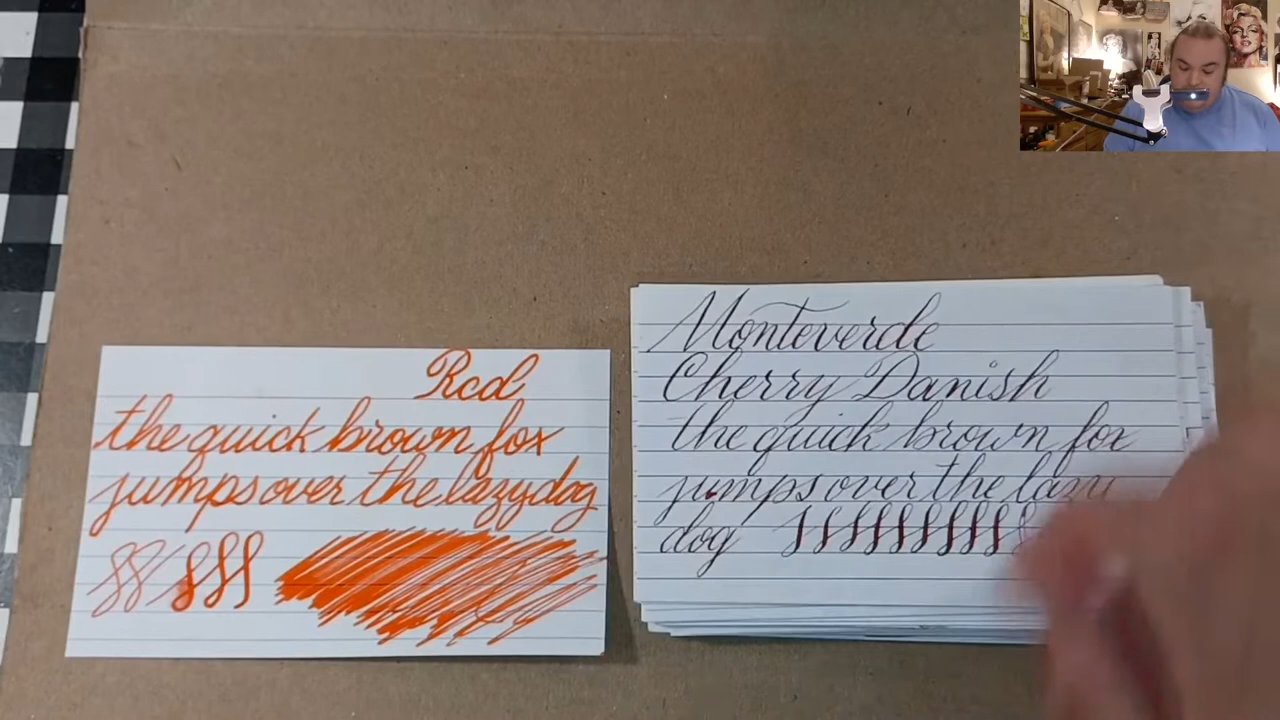 Red
the quick brown fox
jumps over the lazy dog
Monteverde
Cherry Danish
the quick brown fox
jumps over the lazy
dog